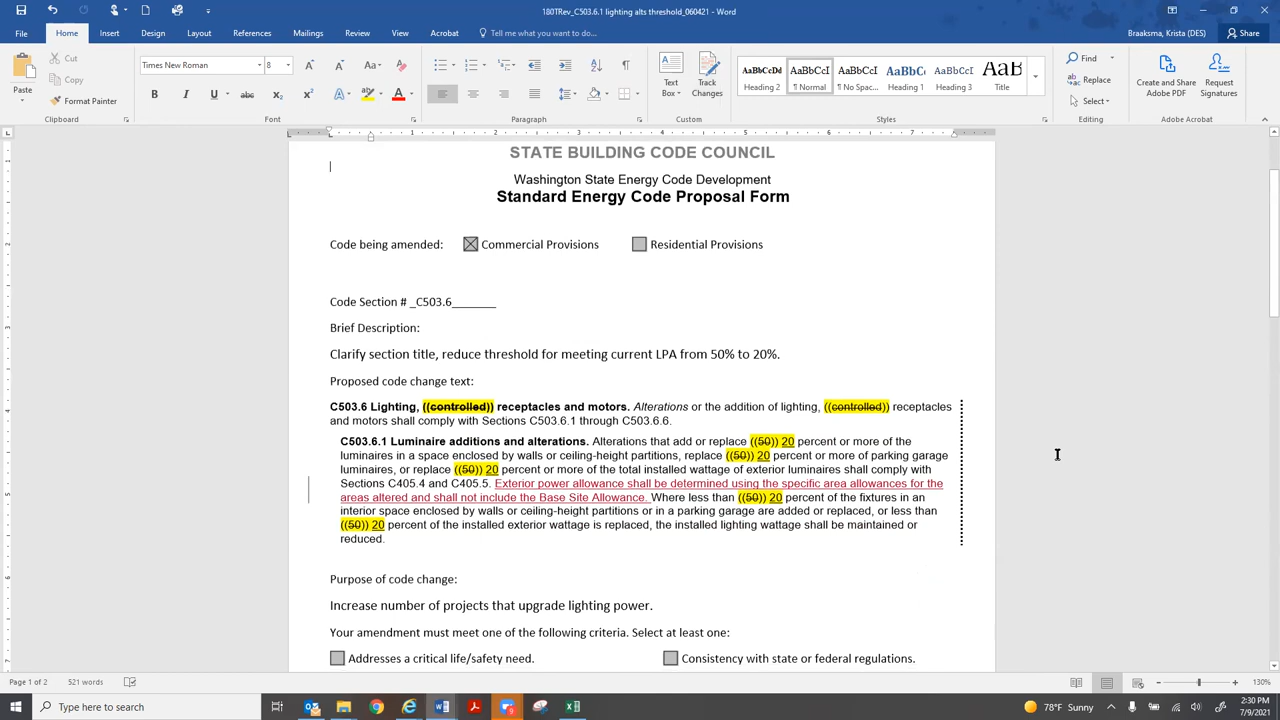 180TRev_C503.6.1 lighting alts threshold_060421 - Word
Braaksma, Krista (DES)
File Home Insert Design Layout References Mailings Review View Acrobat Tell me what you want to do... Share
Cut
Copy
Format Painter
Paste
Times New Roman 8
Text Box
Track Changes
AaBbCcDd AaBbCcI AaBbCcI AaBbC AaBbCcI AaB
Heading 2 ¶ Normal ¶ No Spac... Heading 1 Heading 3 Title
Find
Replace
Select
Create and Share Adobe PDF
Request Signatures
Clipboard Font Paragraph Custom Styles Editing Adobe Acrobat
STATE BUILDING CODE COUNCIL
Washington State Energy Code Development
Standard Energy Code Proposal Form
Code being amended: Commercial Provisions Residential Provisions
Code Section # _C503.6_______
Brief Description:
Clarify section title, reduce threshold for meeting current LPA from 50% to 20%.
Proposed code change text:
C503.6 Lighting, ((controlled)) receptacles and motors. Alterations or the addition of lighting, ((controlled)) receptacles
and motors shall comply with Sections C503.6.1 through C503.6.6.
C503.6.1 Luminaire additions and alterations. Alterations that add or replace ((50)) 20 percent or more of the
luminaires in a space enclosed by walls or ceiling-height partitions, replace ((50)) 20 percent or more of parking garage
luminaires, or replace ((50)) 20 percent or more of the total installed wattage of exterior luminaires shall comply with
Sections C405.4 and C405.5. Exterior power allowance shall be determined using the specific area allowances for the
areas altered and shall not include the Base Site Allowance. Where less than ((50)) 20 percent of the fixtures in an
interior space enclosed by walls or ceiling-height partitions or in a parking garage are added or replaced, or less than
((50)) 20 percent of the installed exterior wattage is replaced, the installed lighting wattage shall be maintained or
reduced.
Purpose of code change:
Increase number of projects that upgrade lighting power.
Your amendment must meet one of the following criteria. Select at least one:
Addresses a critical life/safety need. Consistency with state or federal regulations.
Page 1 of 2 521 words 130%
Type here to search
78°F Sunny
2:30 PM
7/9/2021